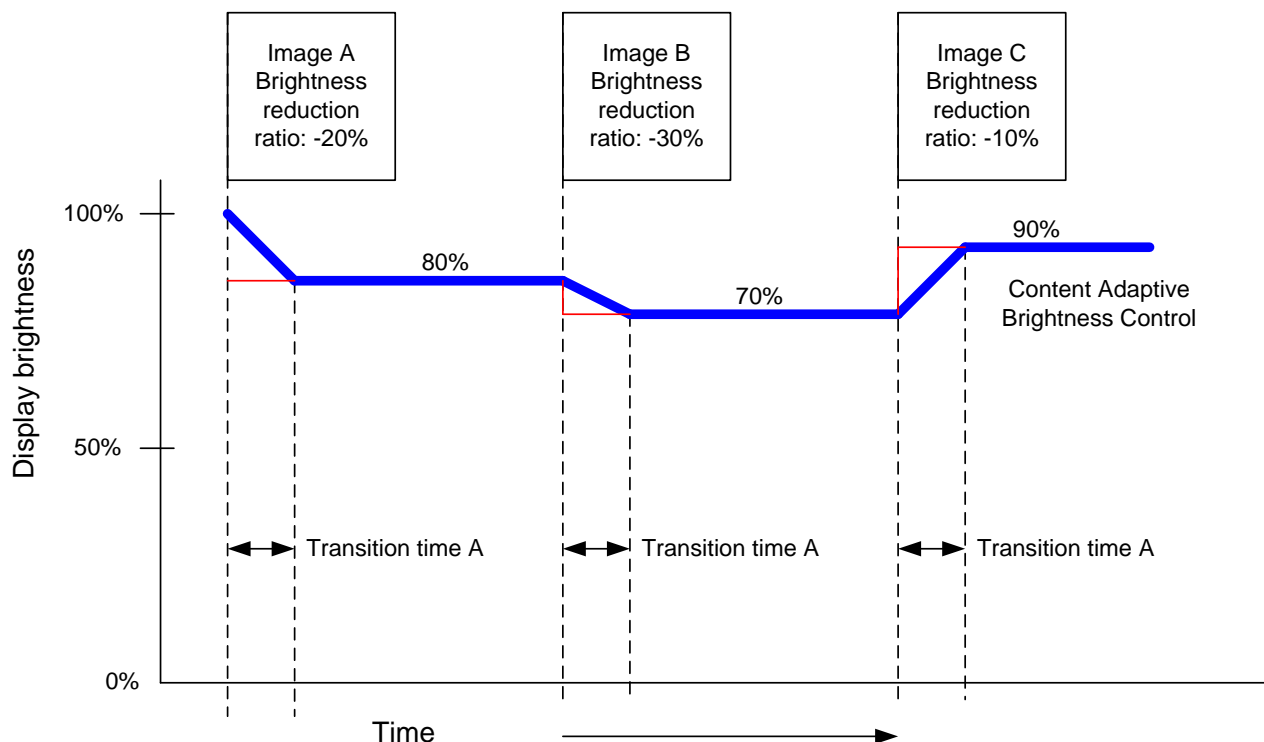 Image A
Brightness
reduction
ratio: -20%
Image B
Brightness
reduction
ratio: -30%
Image C
Brightness
reduction
ratio: -10%
100%
80%
70%
90%
Content Adaptive
Brightness Control
Display brightness
50%
Transition time A
Transition time A
Transition time A
0%
Time